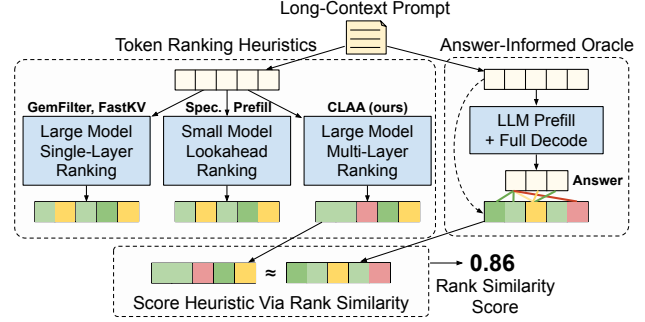 Long-Context Prompt
Token Ranking Heuristics
Answer-Informed Oracle
GemFilter, FastKV
Spec. Prefill
CLAA (ours)
Large Model
Single-Layer
Ranking
Small Model
Lookahead
Ranking
Large Model
Multi-Layer
Ranking
LLM Prefill
+ Full Decode
Answer
≈
Score Heuristic Via Rank Similarity
0.86
Rank Similarity
Score